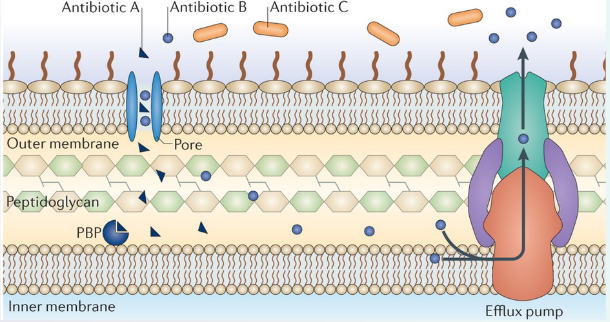 Antibiotic A
Antibiotic B
Antibiotic C
Outer membrane
Pore
Peptidoglycan
PBP
Inner membrane
Efflux pump